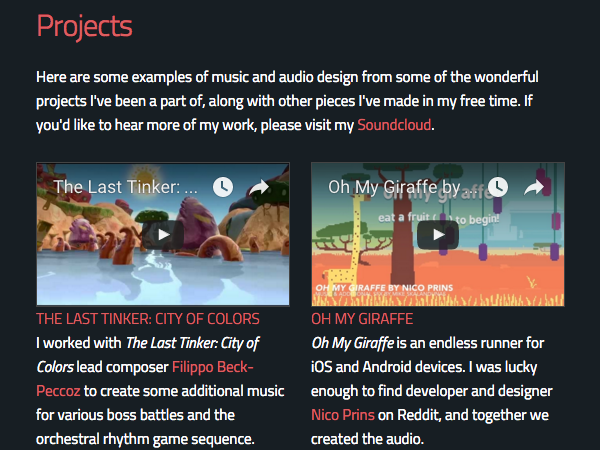 Projects
Here are some examples of music and audio design from some of the wonderful
projects I've been a part of, along with other pieces I've made in my free time. If
you'd like to hear more of my work, please visit my Soundcloud.
The Last Tinker: ...
Oh My Giraffe by ...
oh my giraffe
eat a fruit to begin!
OH MY GIRAFFE BY NICO PRINS
THE LAST TINKER: CITY OF COLORS
I worked with The Last Tinker: City of
Colors lead composer Filippo Beck-
Peccoz to create some additional music
for various boss battles and the
orchestral rhythm game sequence.
OH MY GIRAFFE
Oh My Giraffe is an endless runner for
iOS and Android devices. I was lucky
enough to find developer and designer
Nico Prins on Reddit, and together we
created the audio.